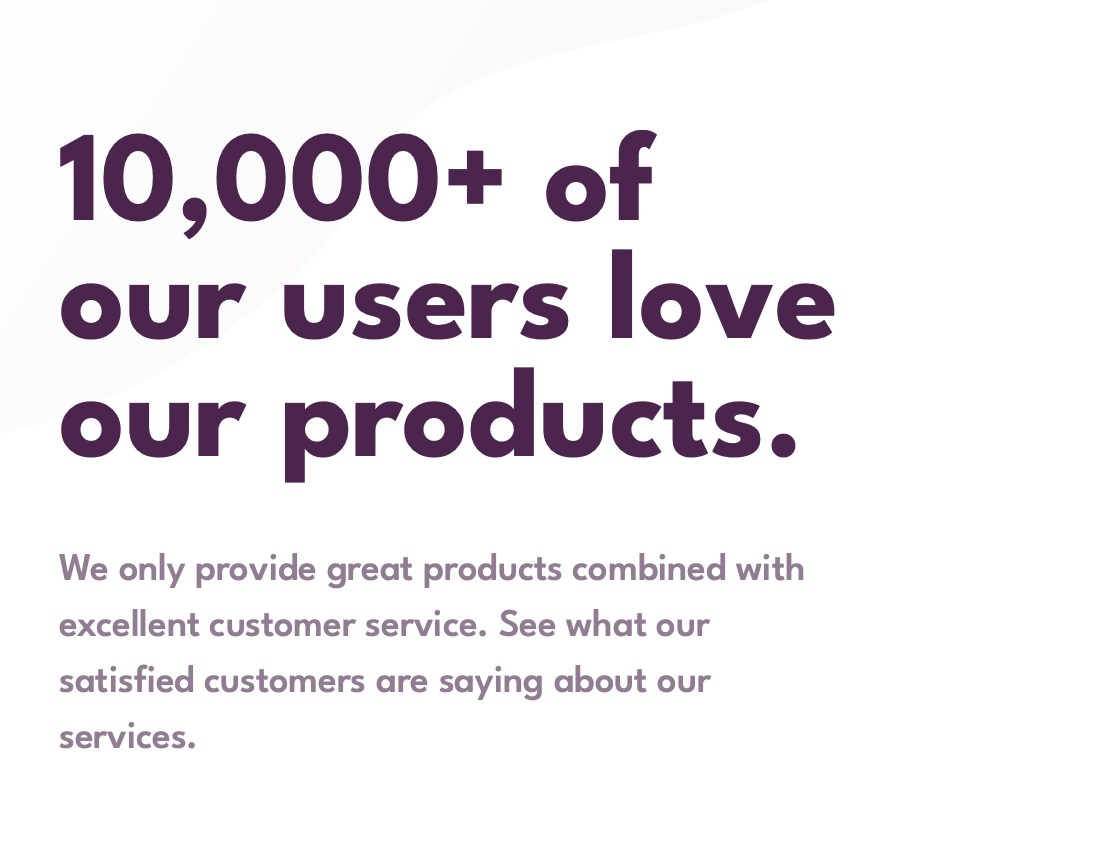 10,000+ of
our users love
our products.
We only provide great products combined with
excellent customer service. See what our
satisfied customers are saying about our
services.